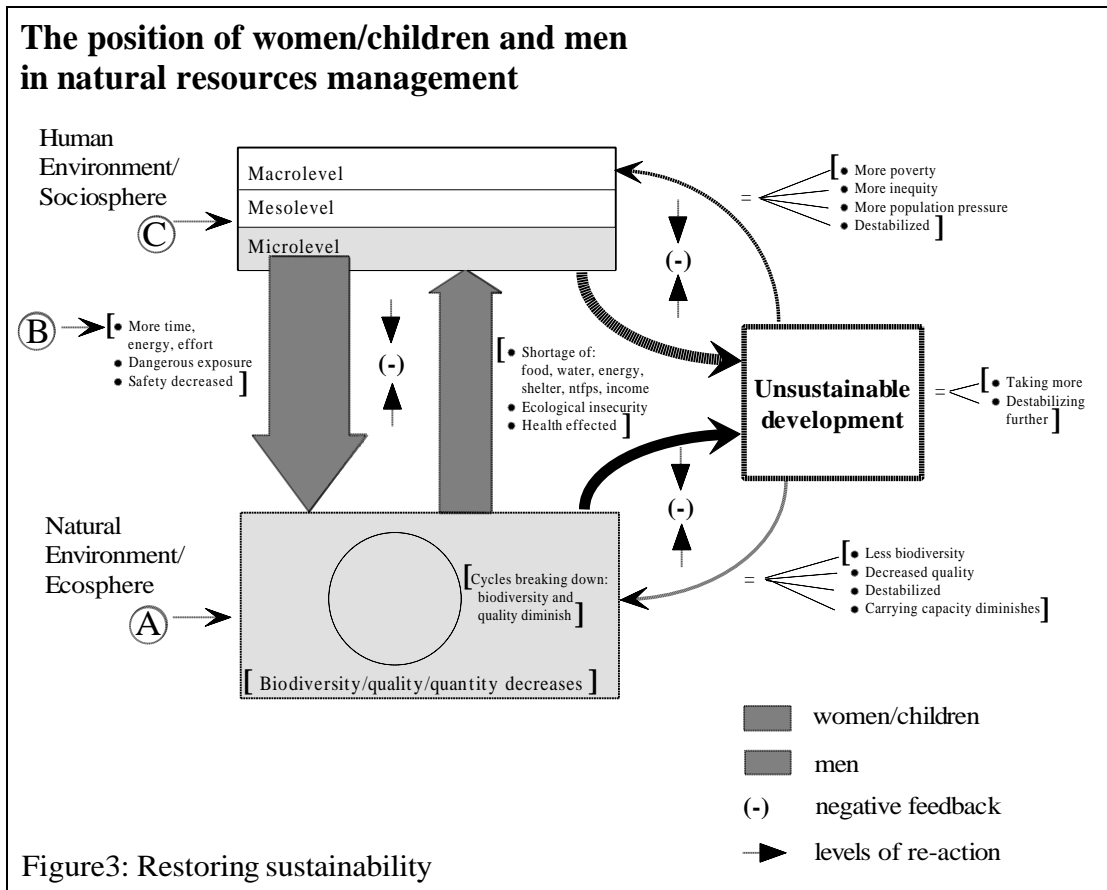 The position of women/children and men
in natural resources management
Human
Environment/
Sociosphere
C
Macrolevel
Mesolevel
Microlevel
(-)
=
[ ● More poverty
● More inequity
● More population pressure
● Destabilized ]
B
[ ● More time,
energy, effort
● Dangerous exposure
● Safety decreased ]
(-)
[ ● Shortage of:
food, water, energy,
shelter, ntfps, income
● Ecological insecurity
● Health effected ]
Unsustainable
development
=
[ ● Taking more
● Destabilizing
further ]
(-)
Natural
Environment/
Ecosphere
A
[ Cycles breaking down:
biodiversity and
quality diminish ]
[ Biodiversity/quality/quantity decreases ]
=
[ ● Less biodiversity
● Decreased quality
● Destabilized
● Carrying capacity diminishes ]
women/children
men
(-) negative feedback
levels of re-action
Figure3: Restoring sustainability